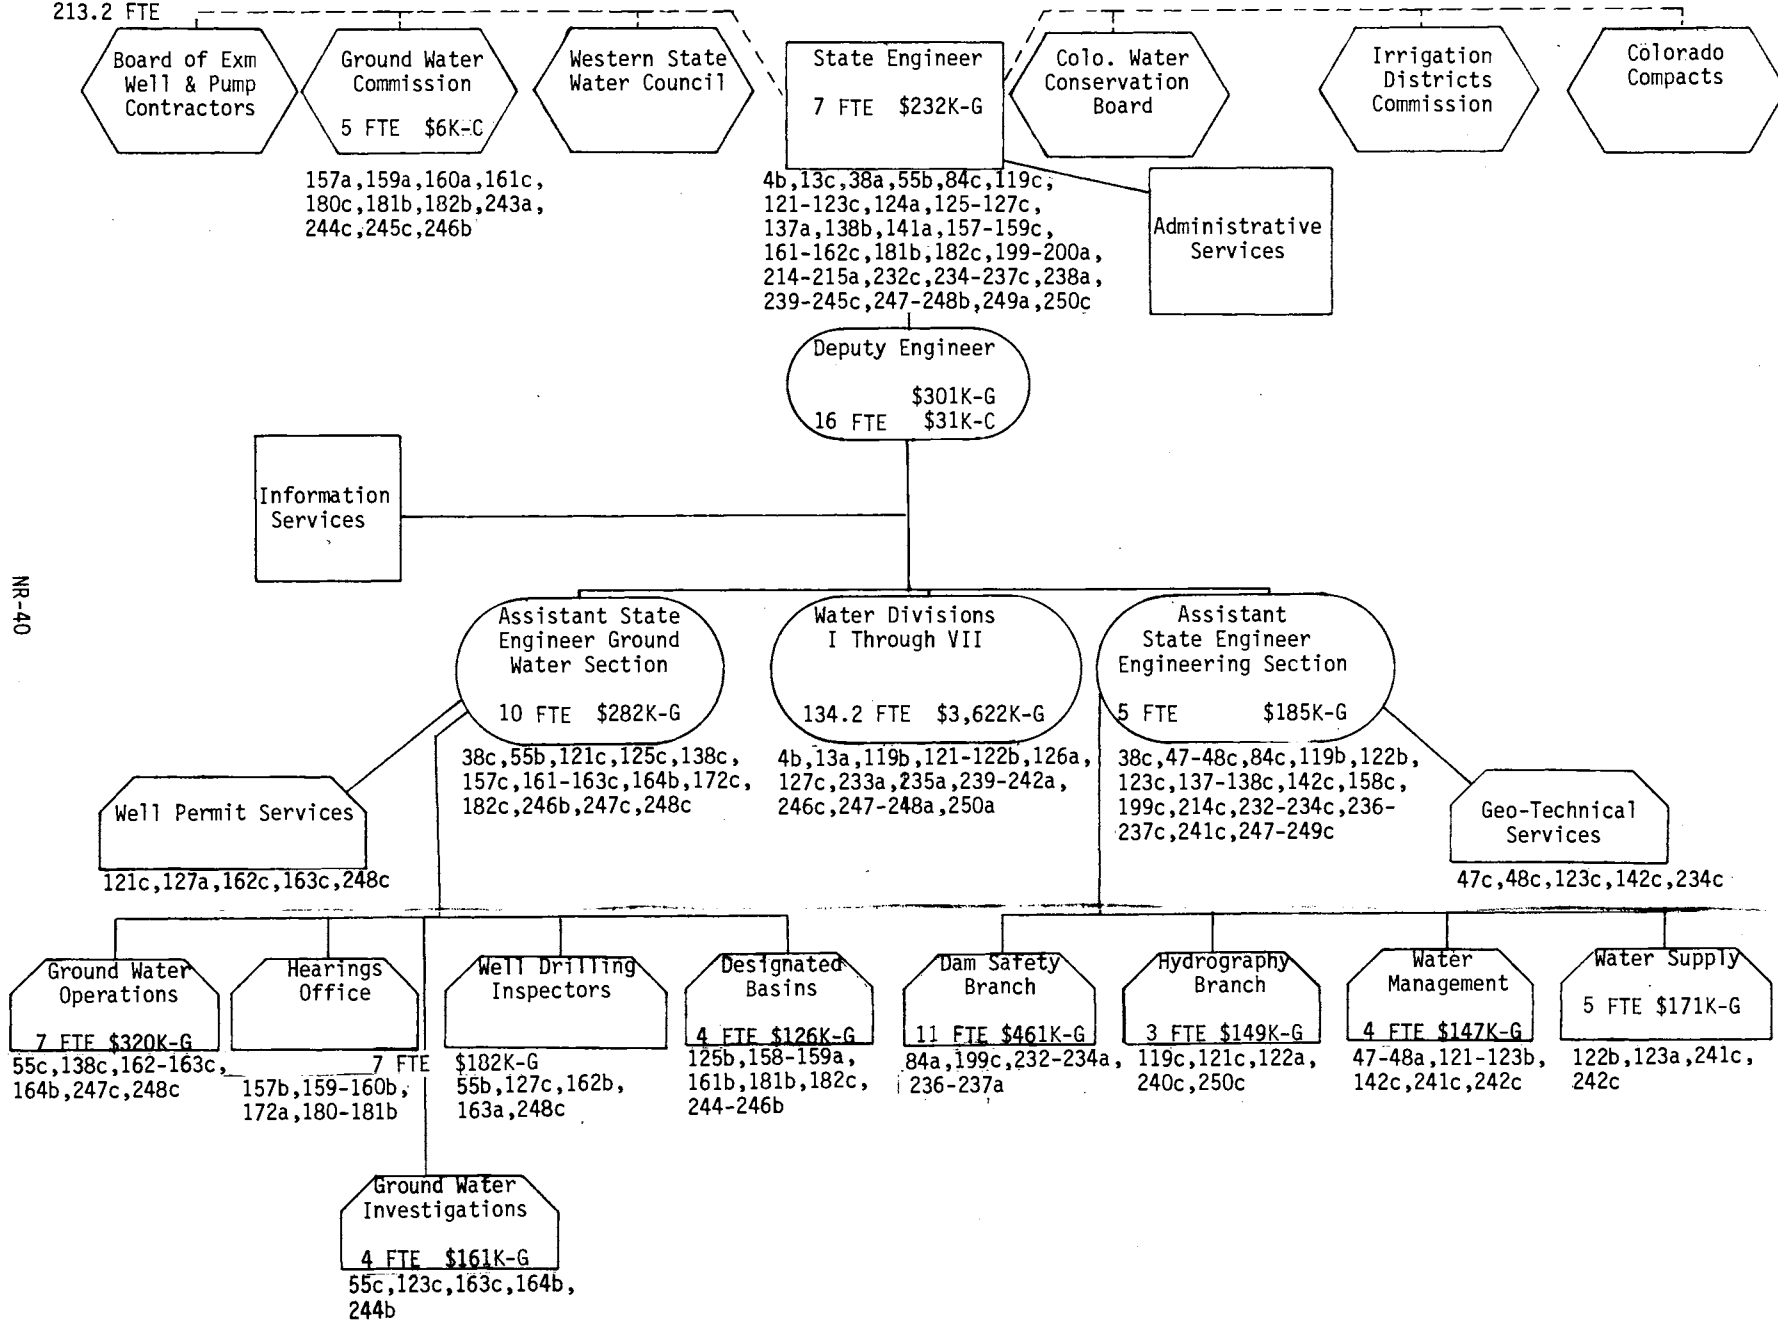 213.2 FTE
Board of Exm
Well & Pump
Contractors
Ground Water
Commission
5 FTE $6K-C
157a,159a,160a,161c,
180c,181b,182b,243a,
244c,245c,246b
Western State
Water Council
State Engineer
7 FTE $232K-G
4b,13c,38a,55b,84c,119c,
121-123c,124a,125-127c,
137a,138b,141a,157-159c,
161-162c,181b,182c,199-200a,
214-215a,232c,234-237c,238a,
239-245c,247-248b,249a,250c
Colo. Water
Conservation
Board
Irrigation
Districts
Commission
Colorado
Compacts
Administrative
Services
Deputy Engineer
$301K-G
16 FTE $31K-C
Information
Services
NR-40
Assistant State
Engineer Ground
Water Section
10 FTE $282K-G
38c,55b,121c,125c,138c,
157c,161-163c,164b,172c,
182c,246b,247c,248c
Water Divisions
I Through VII
134.2 FTE $3,622K-G
4b,13a,119b,121-122b,126a,
127c,233a,235a,239-242a,
246c,247-248a,250a
Assistant
State Engineer
Engineering Section
5 FTE $185K-G
38c,47-48c,84c,119b,122b,
123c,137-138c,142c,158c,
199c,214c,232-234c,236-
237c,241c,247-249c
Well Permit Services
121c,127a,162c,163c,248c
Geo-Technical
Services
47c,48c,123c,142c,234c
Ground Water
Operations
7 FTE $320K-G
55c,138c,162-163c,
164b,247c,248c
Hearings
Office
157b,159-160b,
172a,180-181b
Well Drilling
Inspectors
7 FTE $182K-G
55b,127c,162b,
163a,248c
Designated
Basins
4 FTE $126K-G
125b,158-159a,
161b,181b,182c,
244-246b
Dam Safety
Branch
11 FTE $461K-G
84a,199c,232-234a,
236-237a
Hydrography
Branch
3 FTE $149K-G
119c,121c,122a,
240c,250c
Water
Management
4 FTE $147K-G
47-48a,121-123b,
142c,241c,242c
Water Supply
5 FTE $171K-G
122b,123a,241c,
242c
Ground Water
Investigations
4 FTE $161K-G
55c,123c,163c,164b,
244b